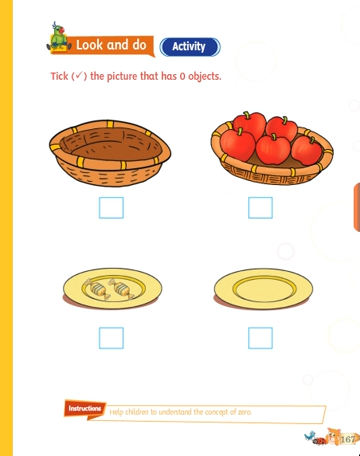 Look and do Activity
Tick (✓) the picture that has 0 objects.
Instructions Help children to understand the concept of zero.
167